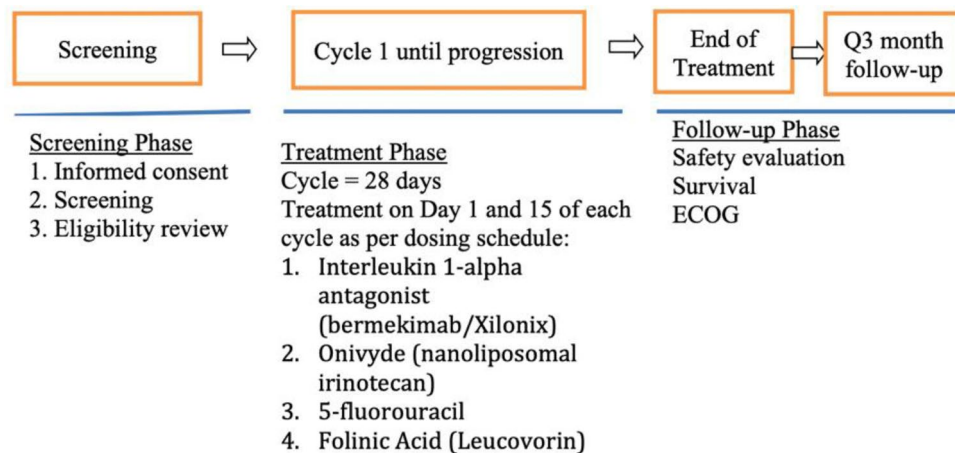 Screening
Cycle 1 until progression
End of
Treatment
Q3 month
follow-up
Screening Phase
1. Informed consent
2. Screening
3. Eligibility review
Treatment Phase
Cycle = 28 days
Treatment on Day 1 and 15 of each
cycle as per dosing schedule:
1. Interleukin 1-alpha
antagonist
(bermekimab/Xilonix)
2. Onivyde (nanoliposomal
irinotecan)
3. 5-fluorouracil
4. Folinic Acid (Leucovorin)
Follow-up Phase
Safety evaluation
Survival
ECOG